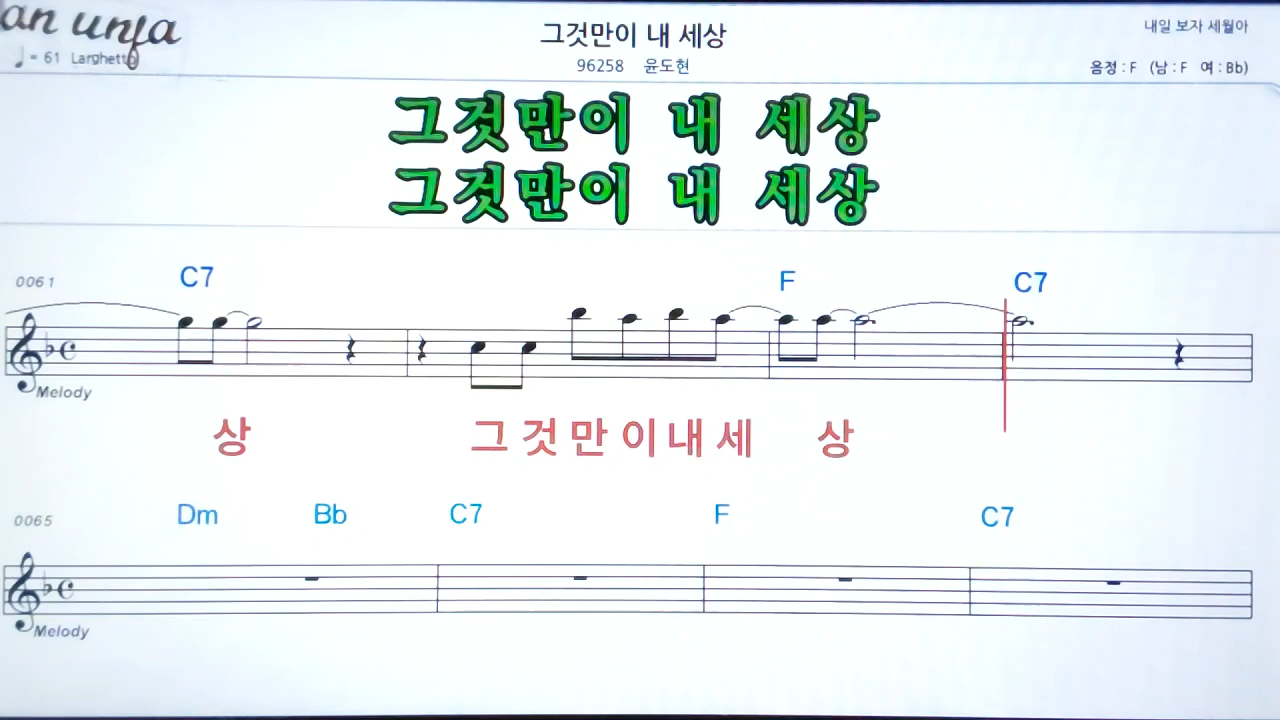 an unja
♩ = 61 Larghetto
그것만이 내 세상
96258 윤도현
내일 보자 세월아
음정 : F (남 : F 여 : Bb)
그것만이 내 세상
그것만이 내 세상
0061 C7 F C7
Melody
상 그 것 만 이 내 세 상
0065 Dm Bb C7 F C7
Melody